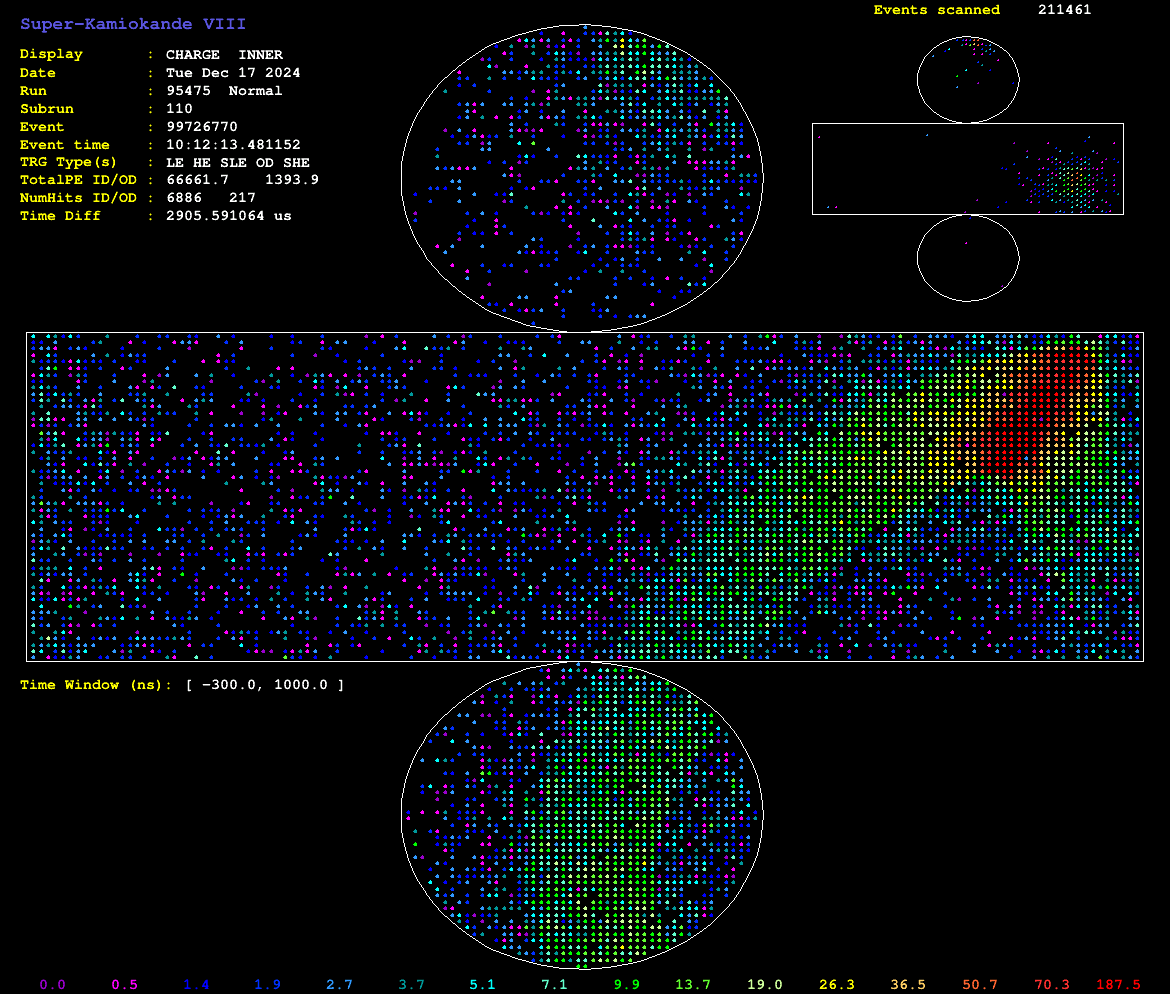 Super-Kamiokande VIII
Events scanned 211461
Display : CHARGE INNER
Date : Tue Dec 17 2024
Run : 95475 Normal
Subrun : 110
Event : 99726770
Event time : 10:12:13.481152
TRG Type(s) : LE HE SLE OD SHE
TotalPE ID/OD : 66661.7 1393.9
NumHits ID/OD : 6886 217
Time Diff : 2905.591064 us
Time Window (ns): [ −300.0, 1000.0 ]
0.0 0.5 1.4 1.9 2.7 3.7 5.1 7.1 9.9 13.7 19.0 26.3 36.5 50.7 70.3 187.5